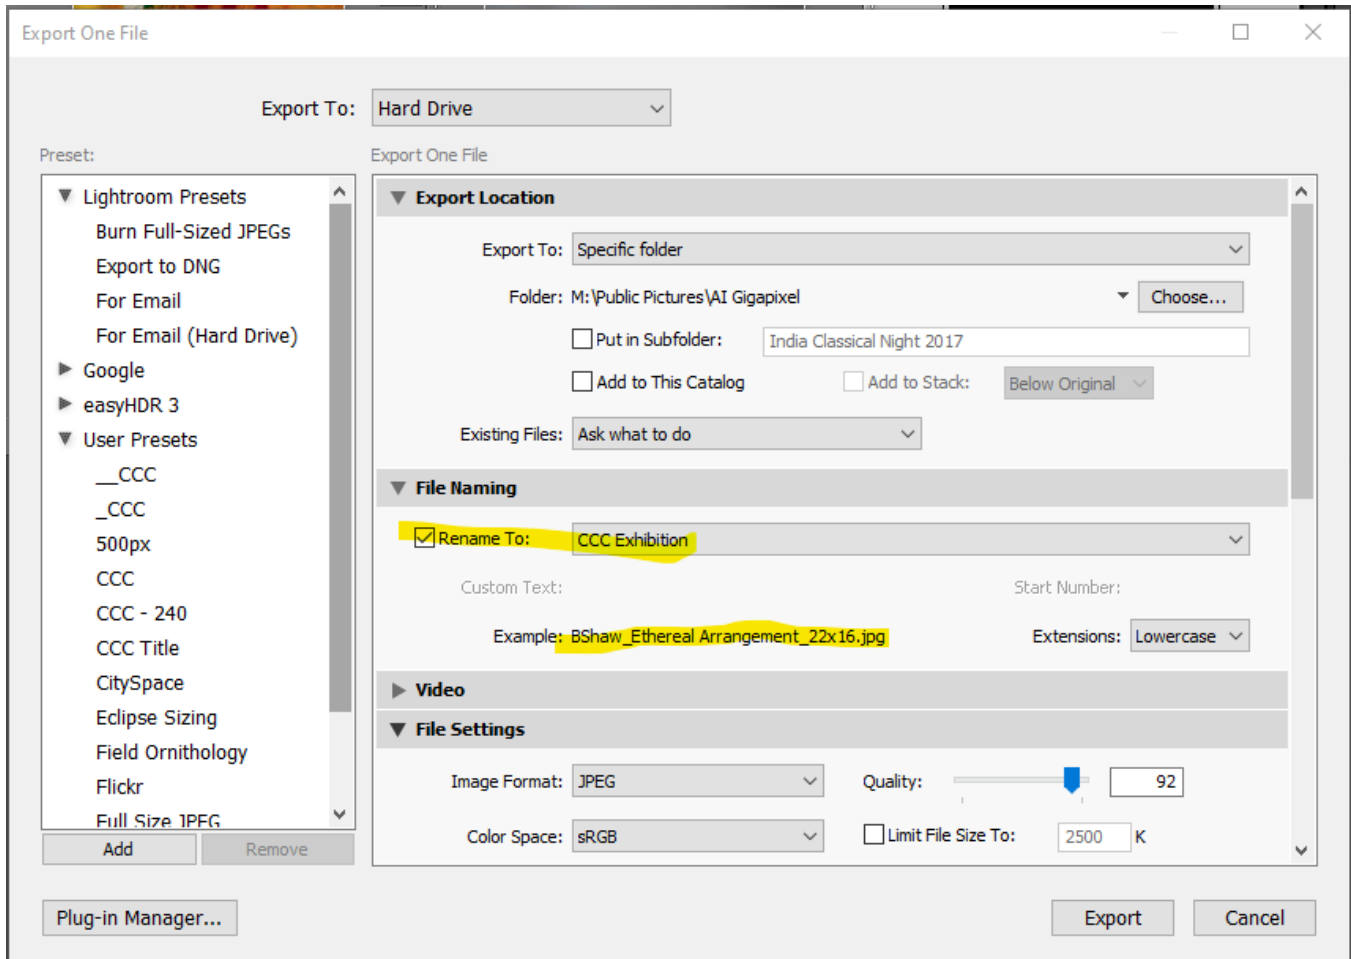 Export One File
Export To: Hard Drive
Preset:
Lightroom Presets
Burn Full-Sized JPEGs
Export to DNG
For Email
For Email (Hard Drive)
Google
easyHDR 3
User Presets
__CCC
_CCC
500px
CCC
CCC - 240
CCC Title
CitySpace
Eclipse Sizing
Field Ornithology
Flickr
Full Size JPEG
Add Remove
Export One File
Export Location
Export To: Specific folder
Folder: M:\Public Pictures\AI Gigapixel Choose...
Put in Subfolder: India Classical Night 2017
Add to This Catalog Add to Stack: Below Original
Existing Files: Ask what to do
File Naming
Rename To: CCC Exhibition
Custom Text: Start Number:
Example: BShaw_Ethereal Arrangement_22x16.jpg Extensions: Lowercase
Video
File Settings
Image Format: JPEG Quality: 92
Color Space: sRGB Limit File Size To: 2500 K
Plug-in Manager... Export Cancel